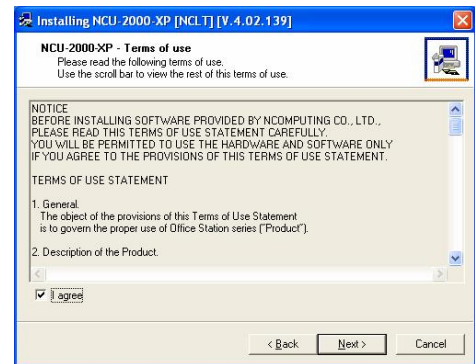 Installing NCU-2000-XP [NCLT] [V.4.02.139]
NCU-2000-XP - Terms of use
Please read the following terms of use.
Use the scroll bar to view the rest of this terms of use.
NOTICE
BEFORE INSTALLING SOFTWARE PROVIDED BY NCOMPUTING CO., LTD.,
PLEASE READ THIS TERMS OF USE STATEMENT CAREFULLY.
YOU WILL BE PERMITTED TO USE THE HARDWARE AND SOFTWARE ONLY
IF YOU AGREE TO THE PROVISIONS OF THIS TERMS OF USE STATEMENT.
TERMS OF USE STATEMENT
1. General.
The object of the provisions of this Terms of Use Statement
is to govern the proper use of Office Station series ("Product").
2. Description of the Product.
I agree
< Back
Next >
Cancel